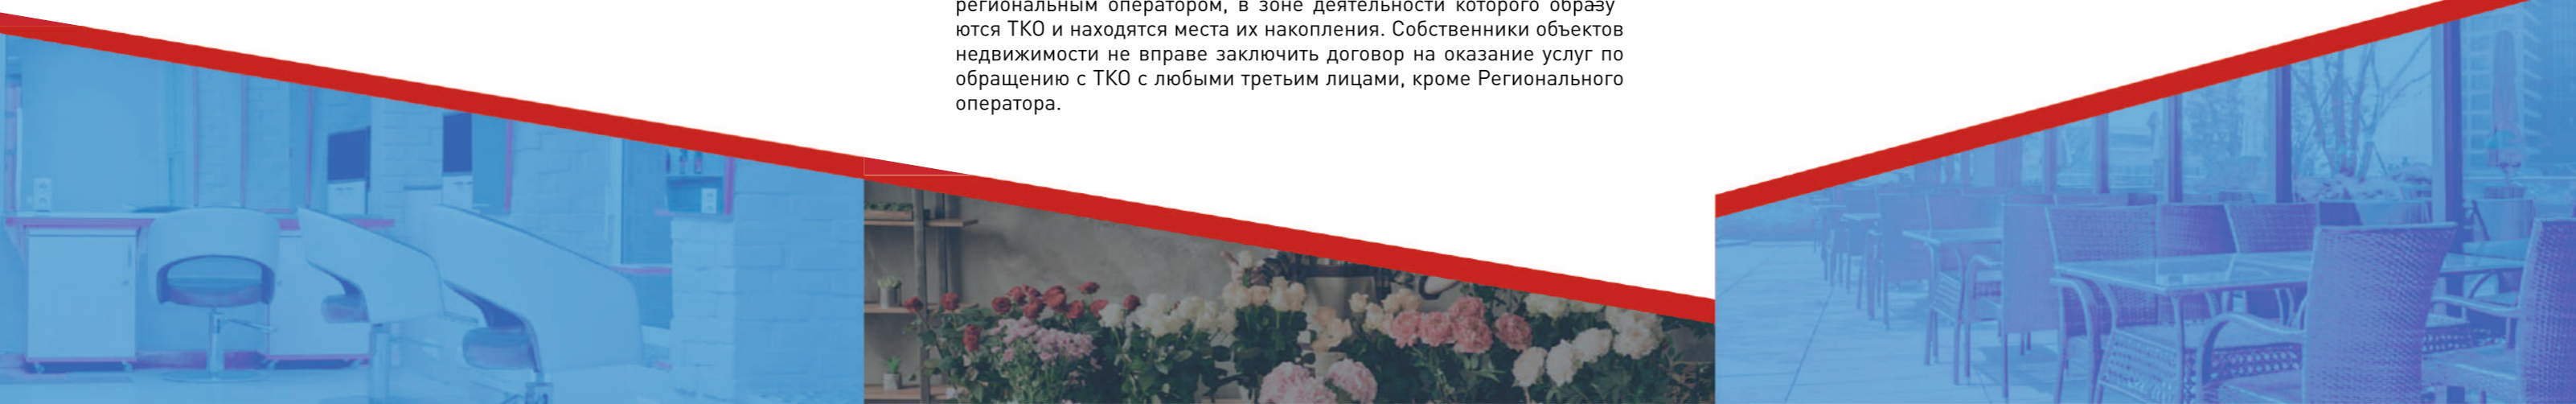 региональным оператором, в зоне деятельности которого образу-
ются ТКО и находятся места их накопления. Собственники объектов
недвижимости не вправе заключить договор на оказание услуг по
обращению с ТКО с любыми третьим лицами, кроме Регионального
оператора.